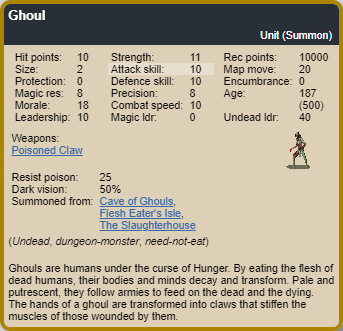 Ghoul
Unit (Summon)
Hit points: 10 Strength: 11 Rec points: 10000
Size: 2 Attack skill: 10 Map move: 20
Protection: 0 Defence skill: 10 Encumbrance: 0
Magic res: 8 Precision: 8 Age: 187
Morale: 18 Combat speed: 10 (500)
Leadership: 10 Magic ldr: 0 Undead ldr: 40
Weapons:
Poisoned Claw
Resist poison: 25
Dark vision: 50%
Summoned from: Cave of Ghouls,
Flesh Eater's Isle,
The Slaughterhouse
(Undead, dungeon-monster, need-not-eat)
Ghouls are humans under the curse of Hunger. By eating the flesh of
dead humans, their bodies and minds decay and transform. Pale and
putrescent, they follow armies to feed on the dead and the dying.
The hands of a ghoul are transformed into claws that stiffen the
muscles of those wounded by them.